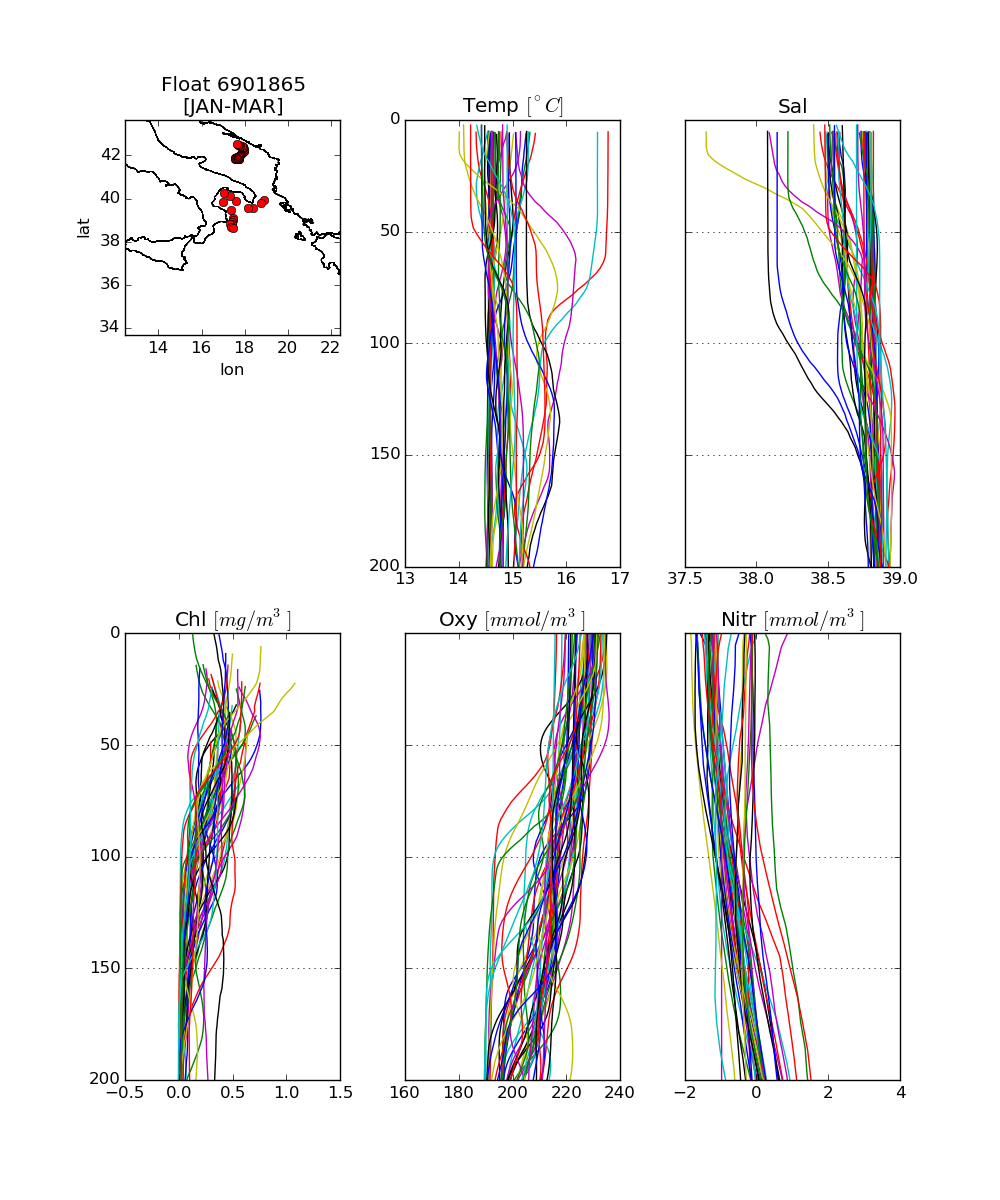 Float 6901865
[JAN-MAR]
Temp [°C]
Sal
42
40
38
36
34
lat
14 16 18 20 22
lon
0
50
100
150
200
13 14 15 16 17
37.5 38.0 38.5 39.0
Chl [mg/m³]
Oxy [mmol/m³]
Nitr [mmol/m³]
0
50
100
150
200
−0.5 0.0 0.5 1.0 1.5
160 180 200 220 240
−2 0 2 4